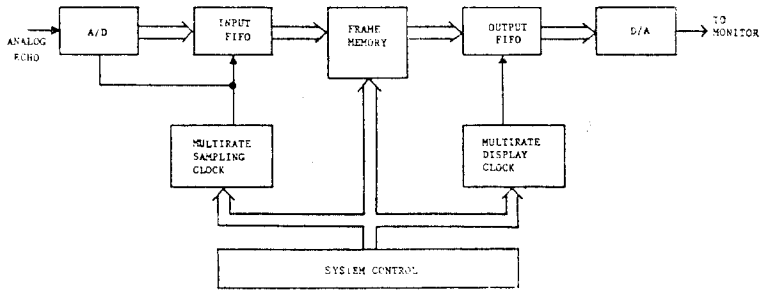 ANALOG
ECHO
A/D
INPUT
FIFO
FRAME
MEMORY
OUTPUT
FIFO
D/A
TO
MONITOR
MULTIRATE
SAMPLING
CLOCK
MULTIRATE
DISPLAY
CLOCK
SYSTEM CONTROL